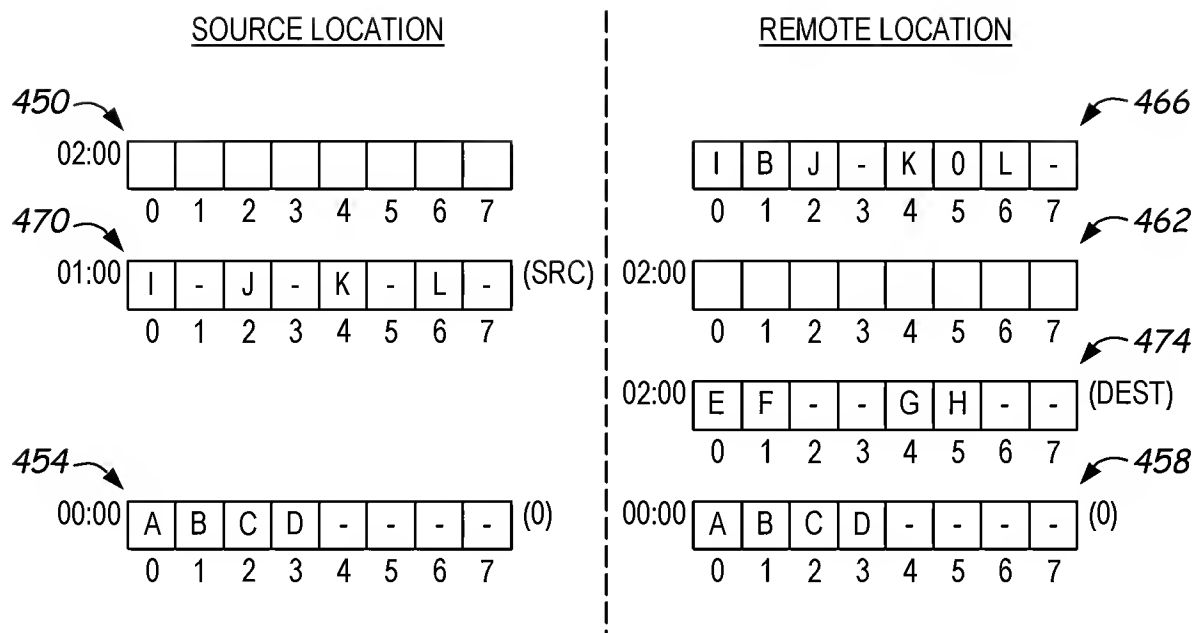 SOURCE LOCATION
REMOTE LOCATION
450
02:00
0 1 2 3 4 5 6 7
466
I B J - K 0 L -
0 1 2 3 4 5 6 7
470
01:00 I - J - K - L - (SRC)
0 1 2 3 4 5 6 7
462
02:00
0 1 2 3 4 5 6 7
474
02:00 E F - - G H - - (DEST)
0 1 2 3 4 5 6 7
454
00:00 A B C D - - - - (0)
0 1 2 3 4 5 6 7
458
00:00 A B C D - - - - (0)
0 1 2 3 4 5 6 7